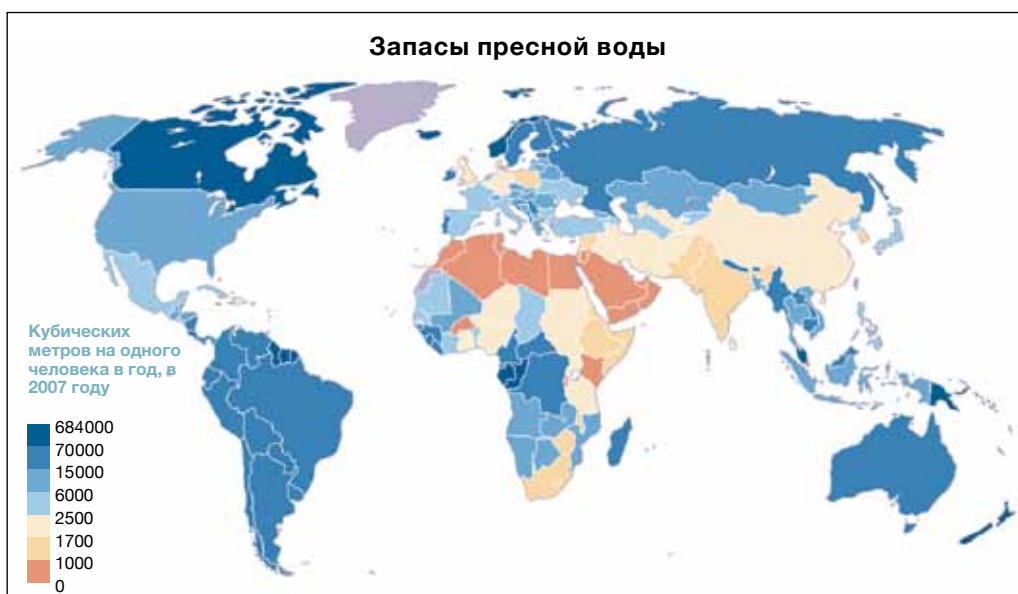 Запасы пресной воды
Кубических
метров на одного
человека в год, в
2007 году
684000
70000
15000
6000
2500
1700
1000
0